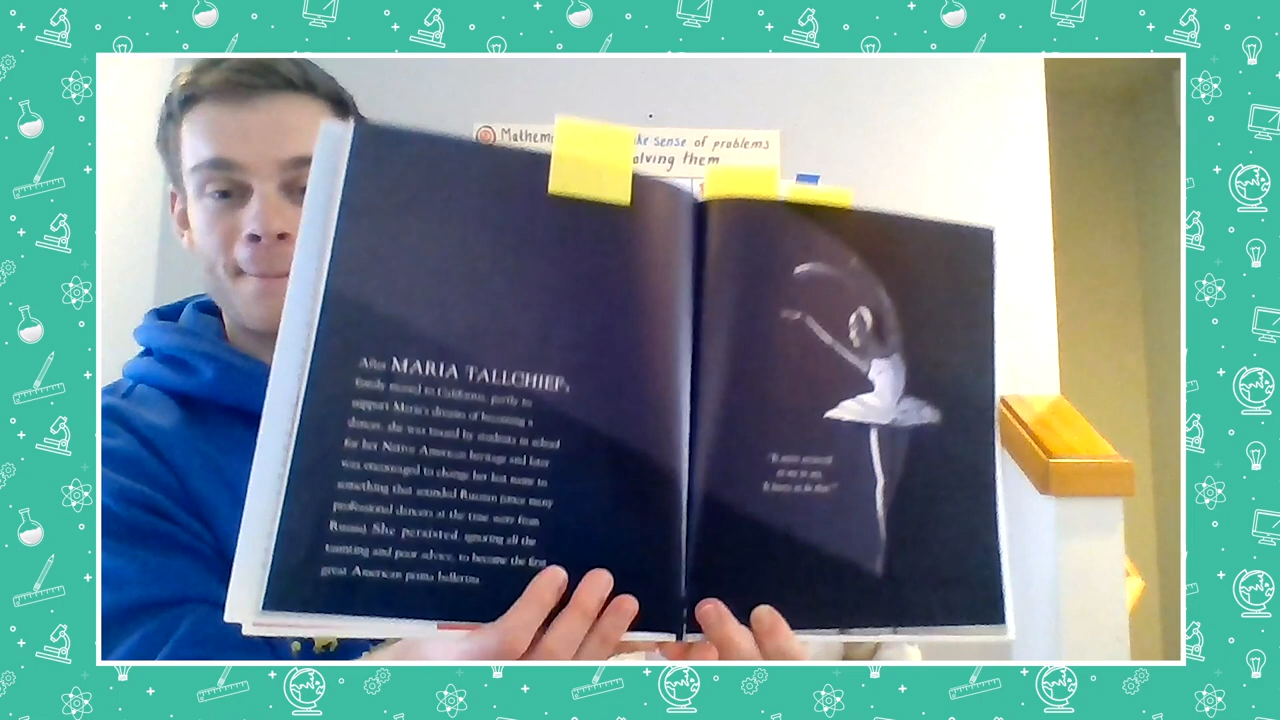 Mathem ke sense of problems
olving them
After MARIA TALLCHIEF,
family moved to California, partly to
support Maria's dreams of becoming a
dancer, she was teased by students in school
for her Native American heritage and later
was encouraged to change her last name to
something that sounded Russian (since many
professional dancers at the time were from
Russia). She persisted, ignoring all the
taunting and poor advice, to become the first
great American prima ballerina.